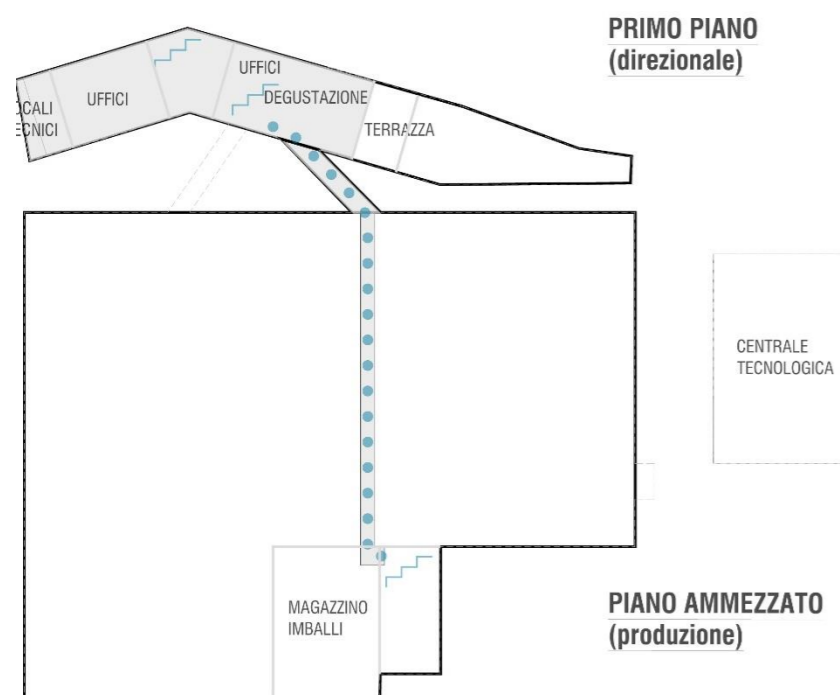 PRIMO PIANO
(direzionale)
UFFICI
DEGUSTAZIONE
UFFICI
TERRAZZA
CENTRALE
TECNOLOGICA
MAGAZZINO
IMBALLI
PIANO AMMEZZATO
(produzione)